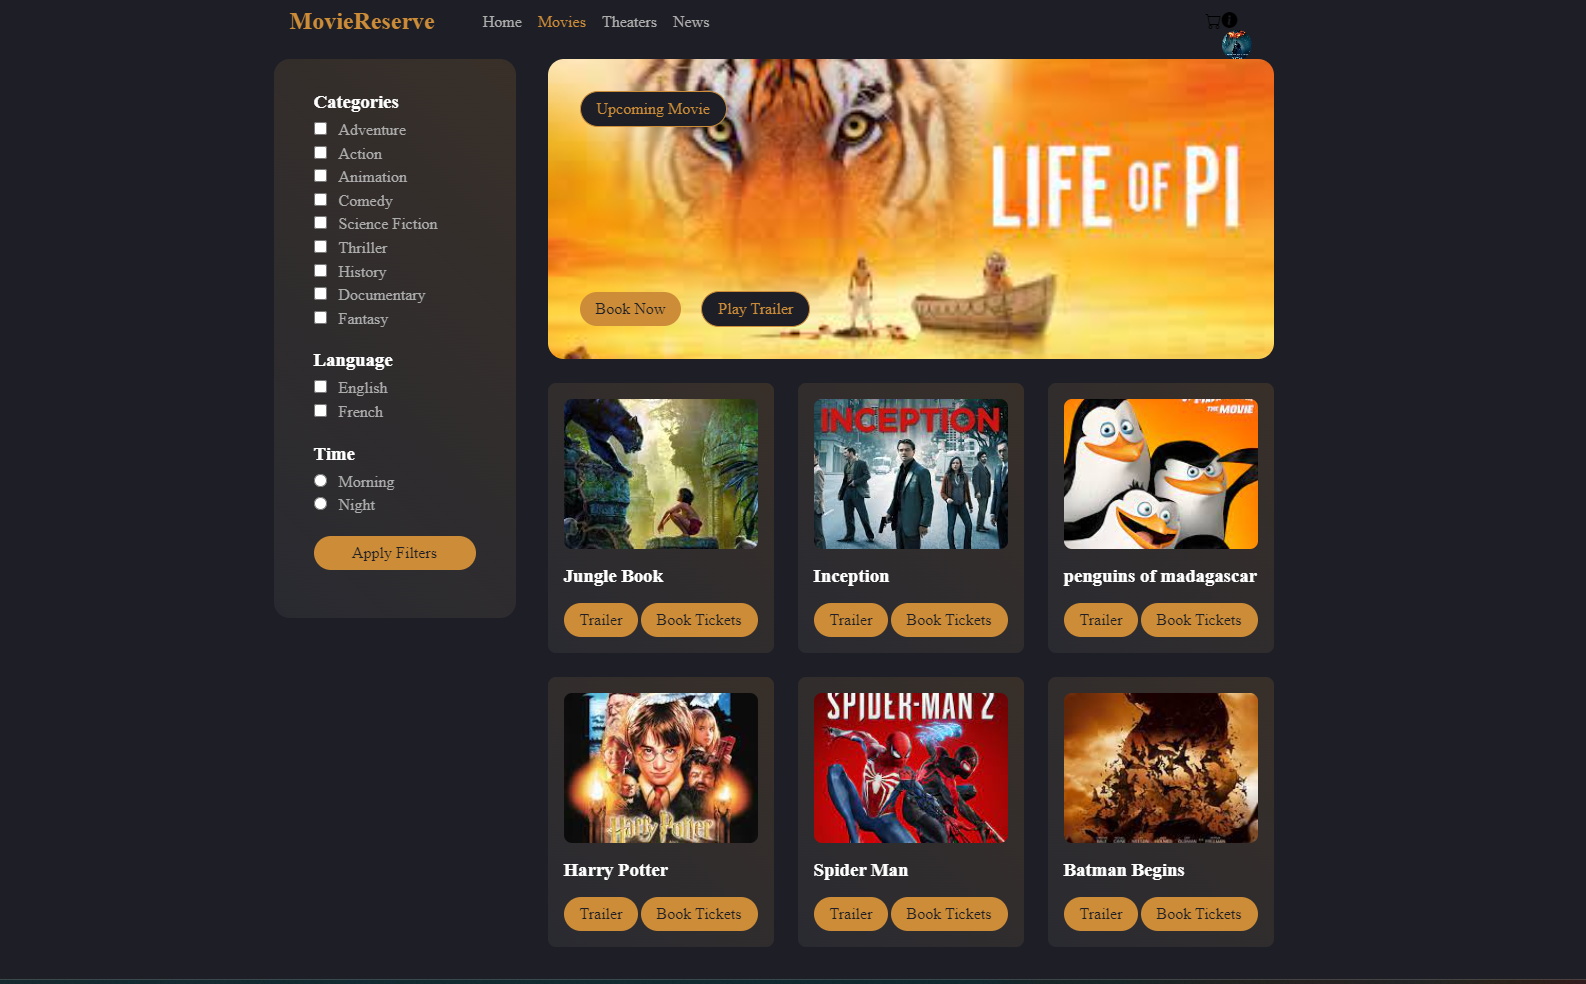 MovieReserve Home Movies Theaters News
Categories
Adventure
Action
Animation
Comedy
Science Fiction
Thriller
History
Documentary
Fantasy
Language
English
French
Time
Morning
Night
Apply Filters
Upcoming Movie
LIFE OF PI
Book Now Play Trailer
INCEPTION
THE MOVIE
Jungle Book
Trailer Book Tickets
Inception
Trailer Book Tickets
penguins of madagascar
Trailer Book Tickets
Harry Potter
Harry Potter
Trailer Book Tickets
SPIDER-MAN 2
Spider Man
Trailer Book Tickets
Batman Begins
Trailer Book Tickets